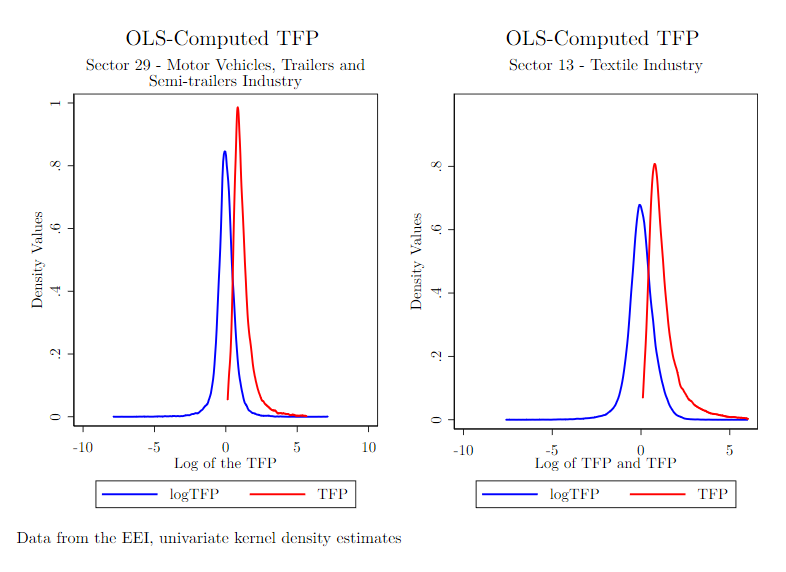 OLS-Computed TFP
Sector 29 - Motor Vehicles, Trailers and
Semi-trailers Industry
Density Values
0
.2
.4
.6
.8
1
-10
-5
0
5
10
Log of the TFP
logTFP
TFP
OLS-Computed TFP
Sector 13 - Textile Industry
Density Values
0
.2
.4
.6
.8
-10
-5
0
5
Log of TFP and TFP
logTFP
TFP
Data from the EEI, univariate kernel density estimates